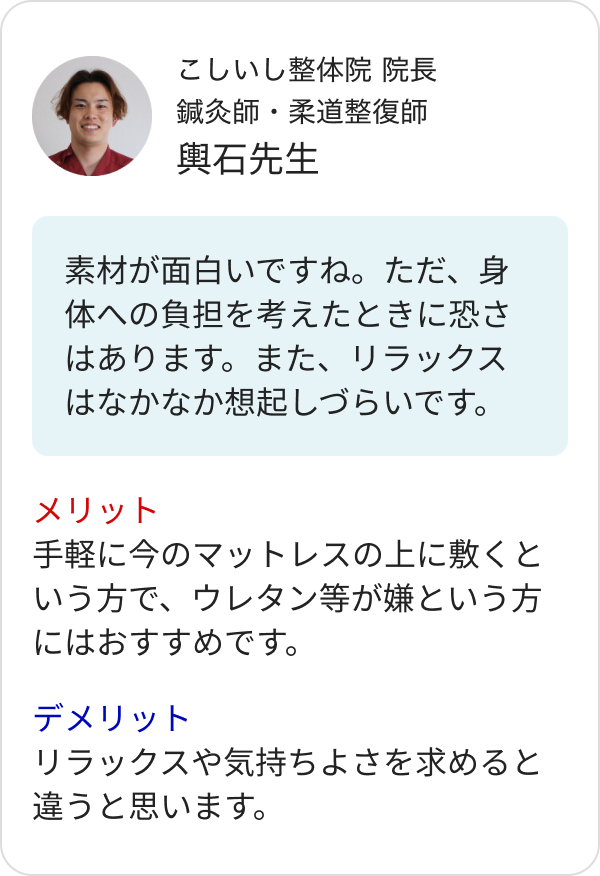 こしいし整体院 院長
鍼灸師・柔道整復師
輿石先生
素材が面白いですね。ただ、身
体への負担を考えたときに恐さ
はあります。また、リラックス
はなかなか想起しづらいです。
メリット
手軽に今のマットレスの上に敷くと
いう方で、ウレタン等が嫌という方
にはおすすめです。
デメリット
リラックスや気持ちよさを求めると
違うと思います。